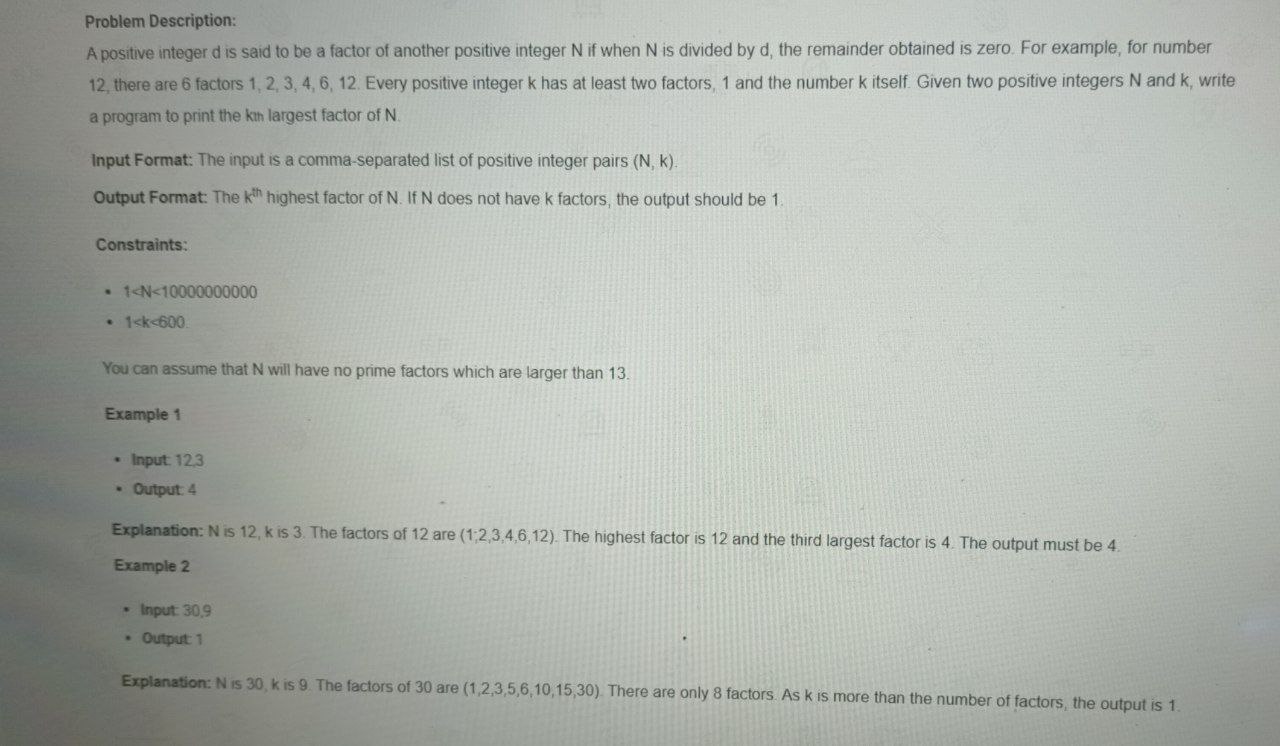 Problem Description:
A positive integer d is said to be a factor of another positive integer N if when N is divided by d, the remainder obtained is zero. For example, for number
12, there are 6 factors 1, 2, 3, 4, 6, 12. Every positive integer k has at least two factors, 1 and the number k itself. Given two positive integers N and k, write
a program to print the kth largest factor of N.
Input Format: The input is a comma-separated list of positive integer pairs (N, k).
Output Format: The kth highest factor of N. If N does not have k factors, the output should be 1.
Constraints:
• 1<N<10000000000
• 1<k<600.
You can assume that N will have no prime factors which are larger than 13.
Example 1
• Input: 12,3
• Output: 4
Explanation: N is 12, k is 3. The factors of 12 are (1;2,3,4,6,12). The highest factor is 12 and the third largest factor is 4. The output must be 4.
Example 2
• Input: 30,9
• Output: 1
Explanation: N is 30, k is 9. The factors of 30 are (1,2,3,5,6,10,15,30). There are only 8 factors. As k is more than the number of factors, the output is 1.